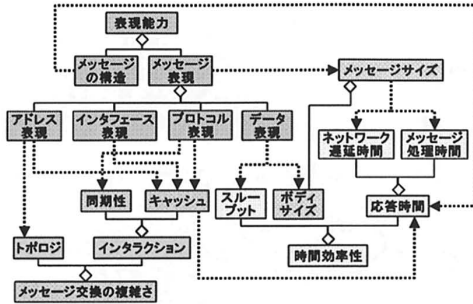 表現能力
メッセージ
の構造
メッセージ
表現
メッセージサイズ
アドレス
表現
インタフェース
表現
プロトコル
表現
データ
表現
ネットワーク
遅延時間
メッセージ
処理時間
同期性
キャッシュ
スルー
プット
ボディ
サイズ
応答時間
トポロジ
インタラクション
時間効率性
メッセージ交換の複雑さ